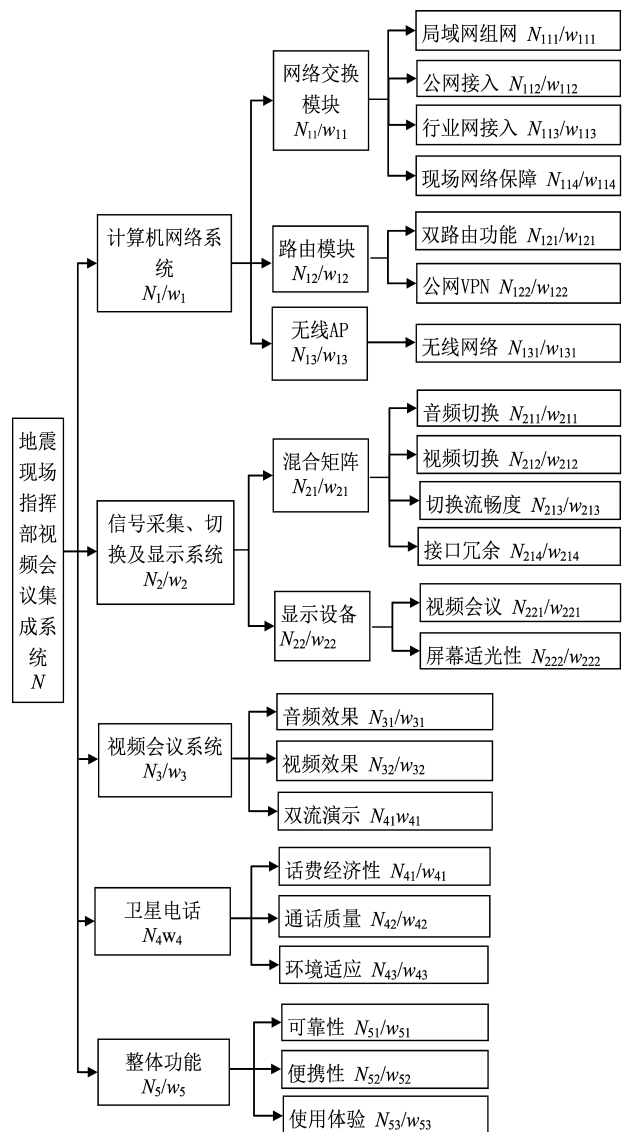 地震
现场
指挥
部视
频会
议集
成系
统
N
计算机网络系
统
N1/w1
网络交换
模块
N11/w11
局域网组网 N111/w111
公网接入 N112/w112
行业网接入 N113/w113
现场网络保障 N114/w114
路由模块
N12/w12
双路由功能 N121/w121
公网VPN N122/w122
无线AP
N13/w13
无线网络 N131/w131
信号采集、切
换及显示系统
N2/w2
混合矩阵
N21/w21
音频切换 N211/w211
视频切换 N212/w212
切换流畅度 N213/w213
接口冗余 N214/w214
显示设备
N22/w22
视频会议 N221/w221
屏幕适光性 N222/w222
视频会议系统
N3/w3
音频效果 N31/w31
视频效果 N32/w32
双流演示 N41w41
卫星电话
N4w4
话费经济性 N41/w41
通话质量 N42/w42
环境适应 N43/w43
整体功能
N5/w5
可靠性 N51/w51
便携性 N52/w52
使用体验 N53/w53